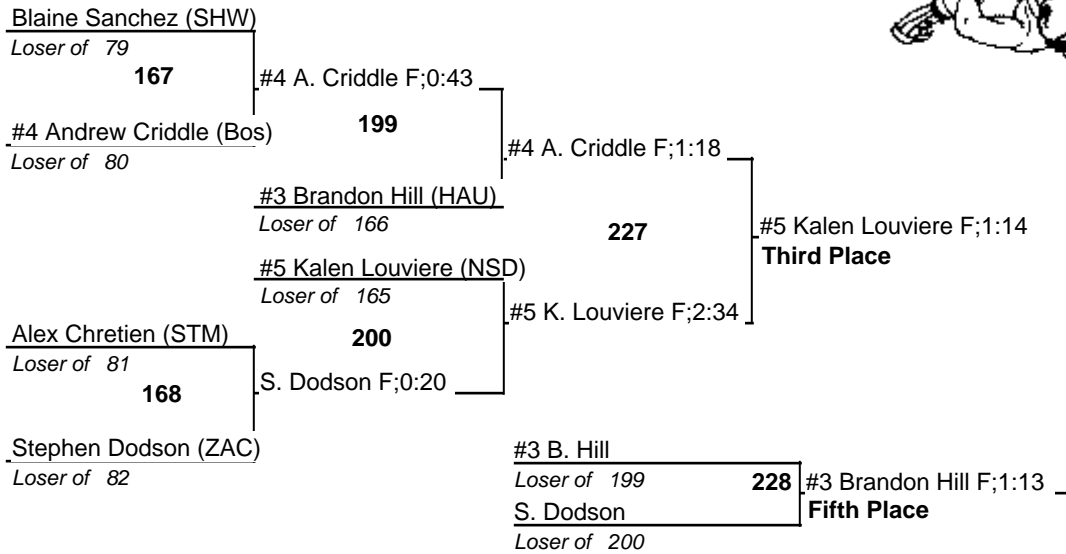 Blaine Sanchez (SHW)
Loser of 79
167
#4 A. Criddle F;0:43
#4 Andrew Criddle (Bos)
Loser of 80
199
#4 A. Criddle F;1:18
#3 Brandon Hill (HAU)
Loser of 166
227
#5 Kalen Louviere F;1:14
Third Place
#5 Kalen Louviere (NSD)
Loser of 165
#5 K. Louviere F;2:34
200
Alex Chretien (STM)
Loser of 81
168
S. Dodson F;0:20
Stephen Dodson (ZAC)
Loser of 82
#3 B. Hill
Loser of 199
228
#3 Brandon Hill F;1:13
Fifth Place
S. Dodson
Loser of 200